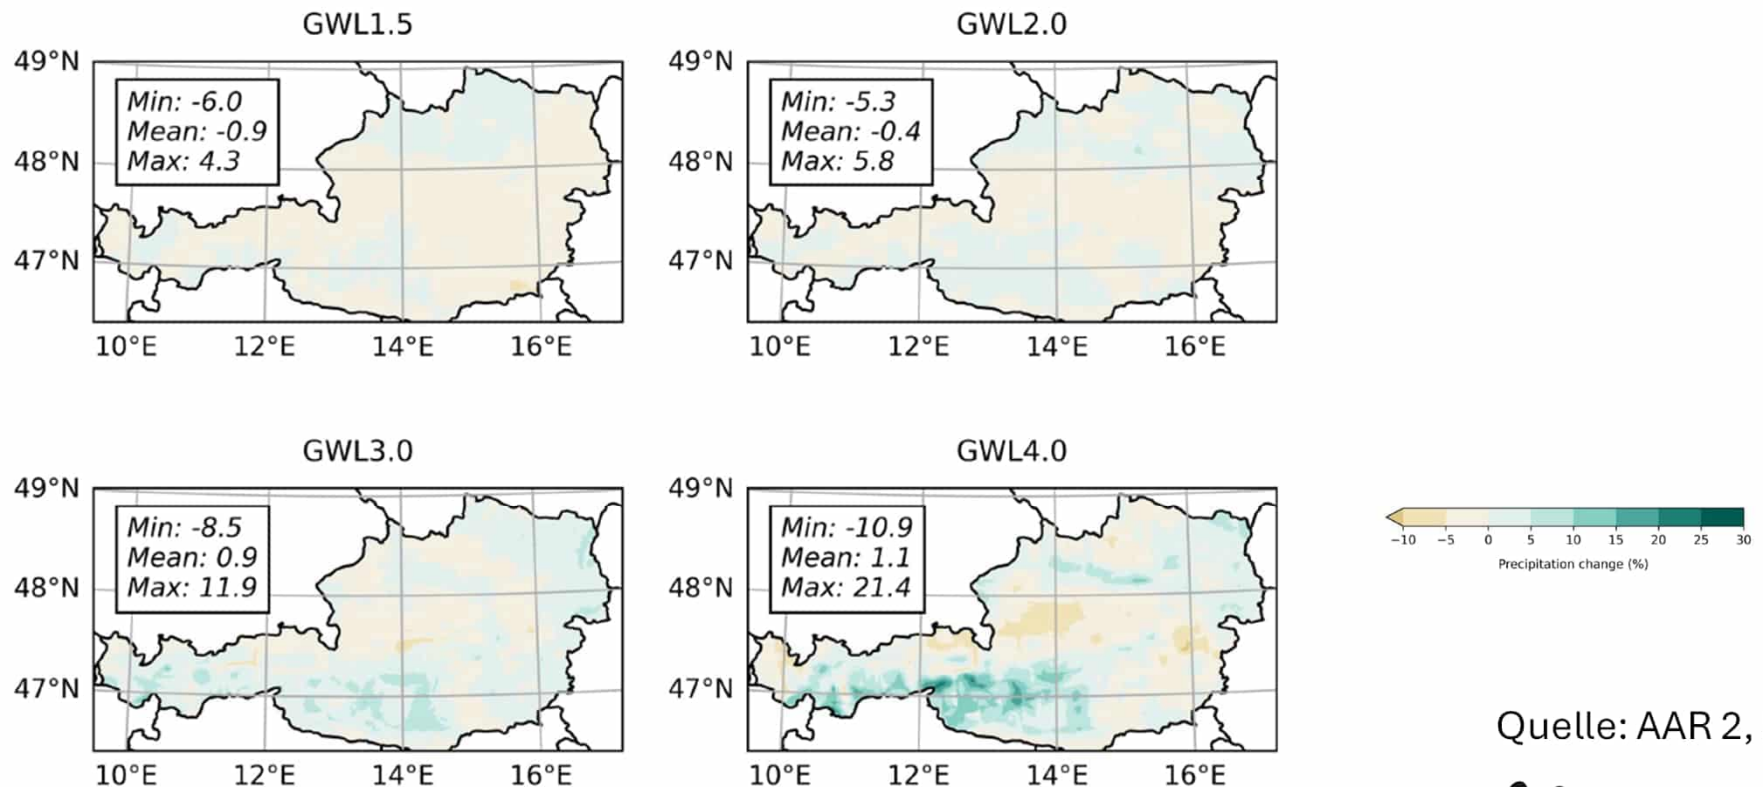 GWL1.5
GWL2.0
49°N
48°N
47°N
Min: -6.0
Mean: -0.9
Max: 4.3
10°E 12°E 14°E 16°E
49°N
48°N
47°N
Min: -5.3
Mean: -0.4
Max: 5.8
10°E 12°E 14°E 16°E
GWL3.0
GWL4.0
49°N
48°N
47°N
Min: -8.5
Mean: 0.9
Max: 11.9
10°E 12°E 14°E 16°E
49°N
48°N
47°N
Min: -10.9
Mean: 1.1
Max: 21.4
10°E 12°E 14°E 16°E
−10 −5 0 5 10 15 20 25 30
Precipitation change (%)
Quelle: AAR 2,